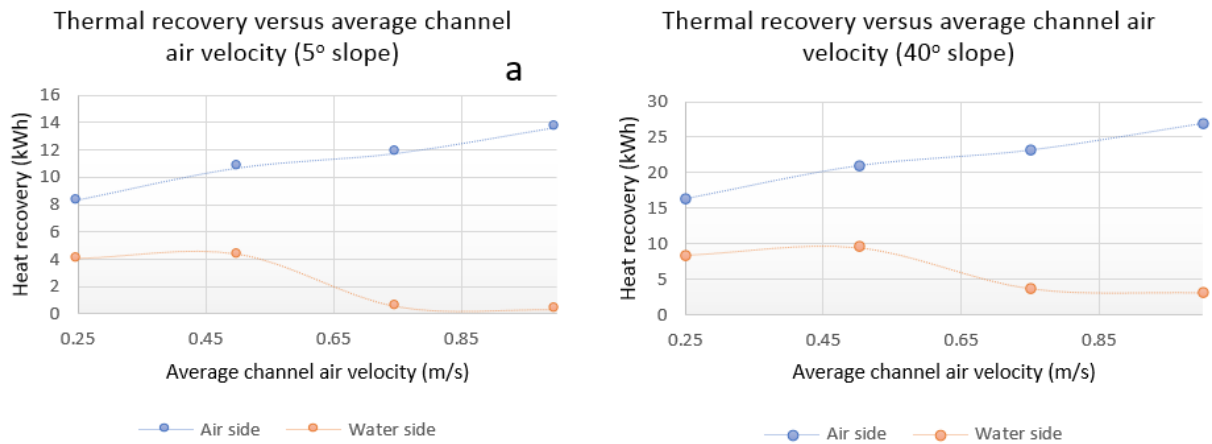 Thermal recovery versus average channel
air velocity (5° slope)
a
16
14
12
10
8
6
4
2
0
Heat recovery (kWh)
0.25 0.45 0.65 0.85
Average channel air velocity (m/s)
Air side Water side
Thermal recovery versus average channel air
velocity (40° slope)
30
25
20
15
10
5
0
Heat recovery (kWh)
0.25 0.45 0.65 0.85
Average channel air velocity (m/s)
Air side Water side